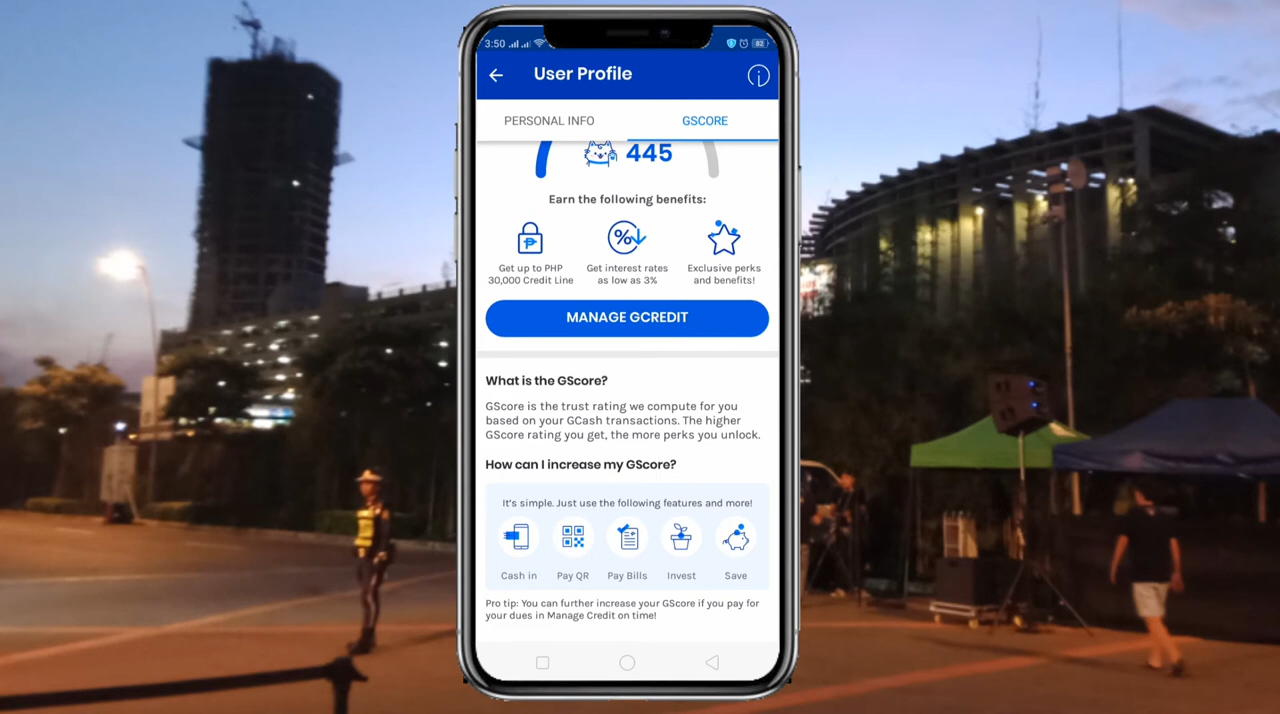 3:50
82
User Profile
PERSONAL INFO
GSCORE
445
Earn the following benefits:
Get up to PHP
30,000 Credit Line
Get interest rates
as low as 3%
Exclusive perks
and benefits!
MANAGE GCREDIT
What is the GScore?
GScore is the trust rating we compute for you
based on your GCash transactions. The higher
GScore rating you get, the more perks you unlock.
How can I increase my GScore?
It's simple. Just use the following features and more!
Cash in
Pay QR
Pay Bills
Invest
Save
Pro tip: You can further increase your GScore if you pay for
your dues in Manage Credit on time!